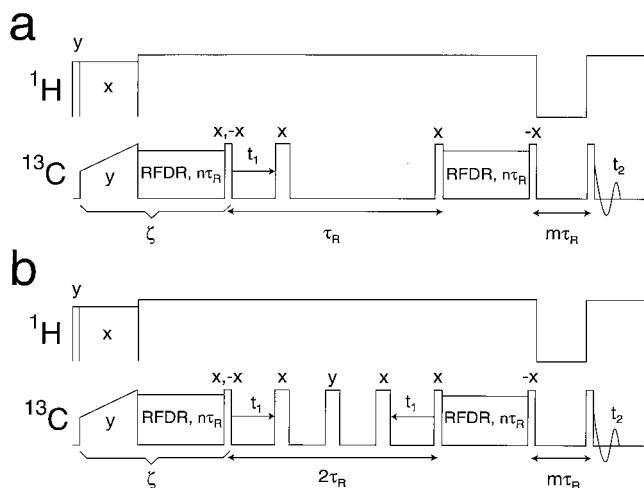 a
y
¹H
x
x,-x x x -x
¹³C
y
RFDR, nτR
t₁
RFDR, nτR
t₂
ζ
τR
mτR
b
y
¹H
x
x,-x x y x x -x
¹³C
y
RFDR, nτR
t₁
t₁
RFDR, nτR
t₂
ζ
2τR
mτR